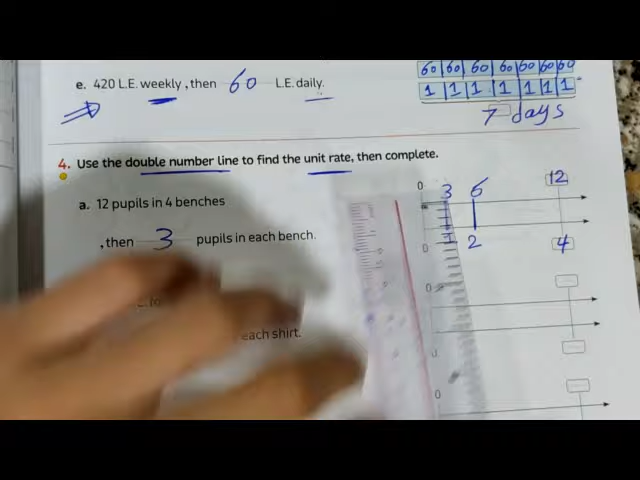 60 60 60 60 60 60 60
e. 420 L.E. weekly, then 60 L.E. daily.
1 1 1 1 1 1 1
7 days
4. Use the double number line to find the unit rate, then complete.
0 3 6 12
a. 12 pupils in 4 benches
, then 3 pupils in each bench.
0 1 2 4
0
each shirt.
0
0